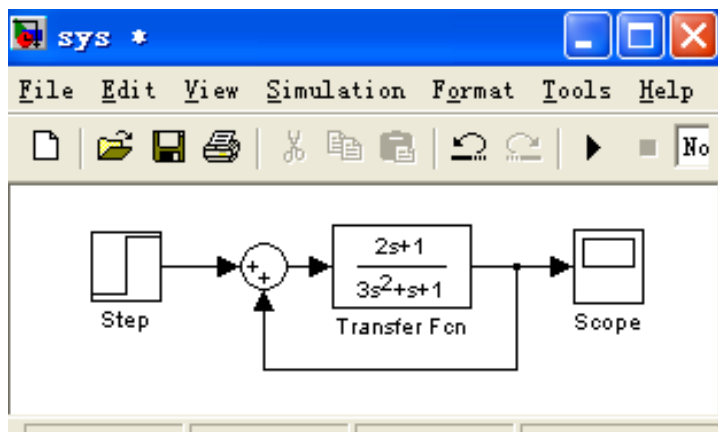 sys *
File Edit View Simulation Format Tools Help
No
2s+1
3s²+s+1
+
+
Step
Transfer Fcn
Scope